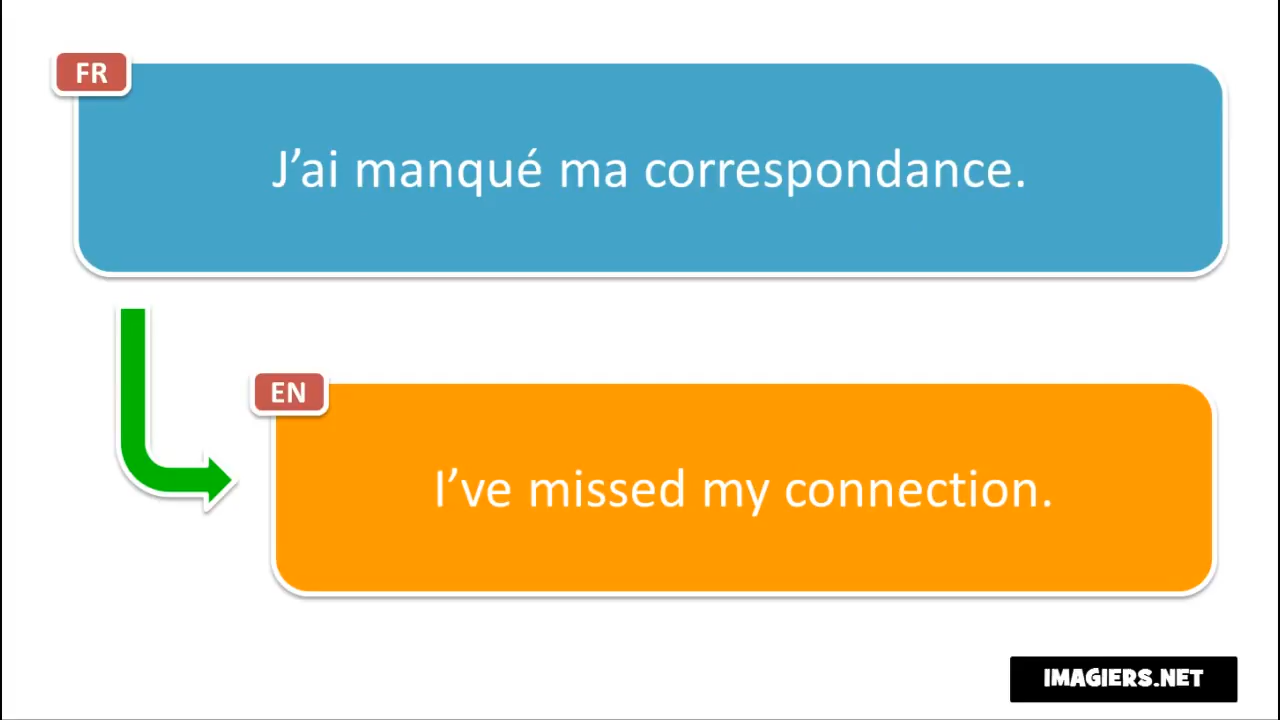 FR
J’ai manqué ma correspondance.
EN
I’ve missed my connection.
IMAGIERS.NET